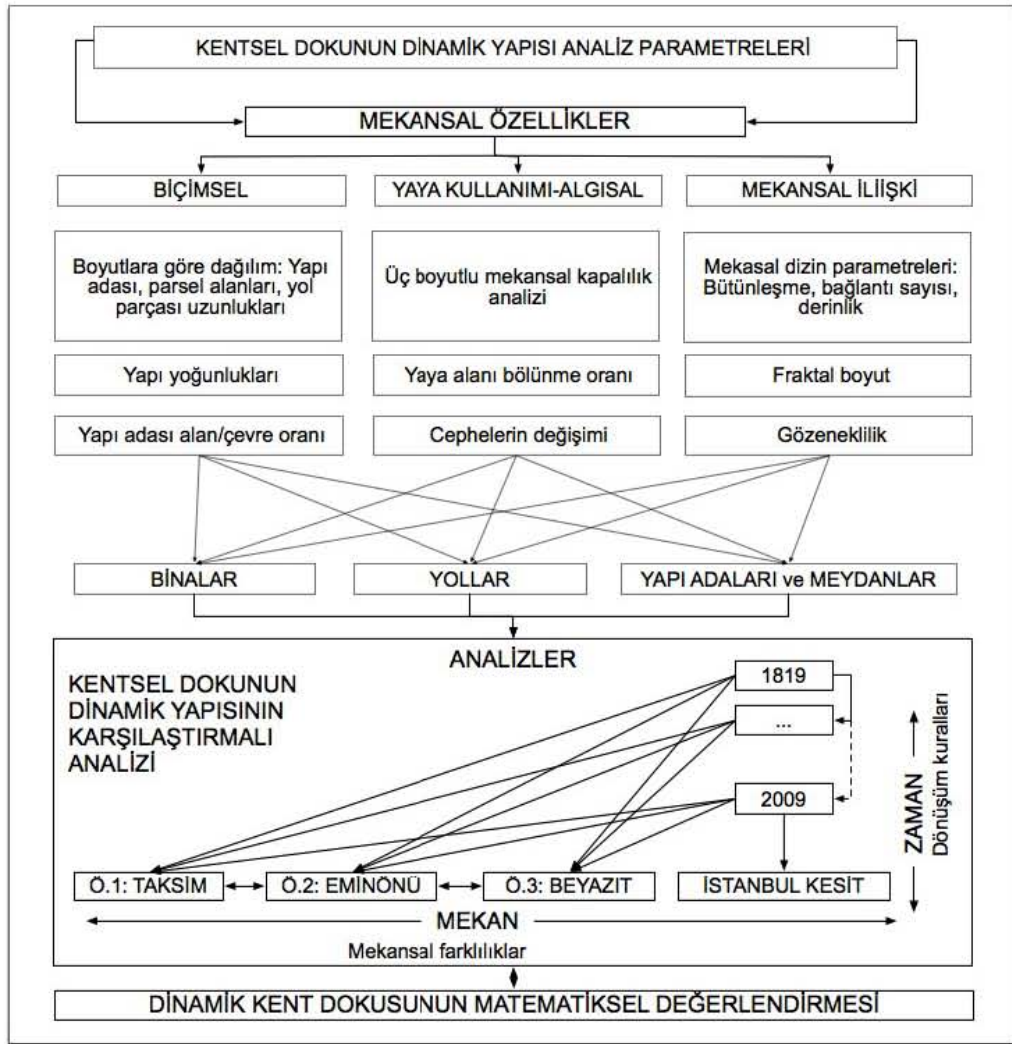 KENTSEL DOKUNUN DİNAMİK YAPISI ANALİZ PARAMETRELERİ
MEKANSAL ÖZELLİKLER
BİÇİMSEL
YAYA KULLANIMI-ALGISAL
MEKANSAL İLİİŞKİ
Boyutlara göre dağılım: Yapı
adası, parsel alanları, yol
parçası uzunlukları
Üç boyutlu mekansal kapalılık
analizi
Mekasal dizin parametreleri:
Bütünleşme, bağlantı sayısı,
derinlik
Yapı yoğunlukları
Yaya alanı bölünme oranı
Fraktal boyut
Yapı adası alan/çevre oranı
Cephelerin değişimi
Gözeneklilik
BİNALAR
YOLLAR
YAPI ADALARI ve MEYDANLAR
ANALİZLER
KENTSEL DOKUNUN
DİNAMİK YAPISININ
KARŞILAŞTIRMALI
ANALİZİ
1819
...
2009
ZAMAN
Dönüşüm kuralları
Ö.1: TAKSİM
Ö.2: EMİNÖNÜ
Ö.3: BEYAZIT
İSTANBUL KESİT
MEKAN
Mekansal farklılıklar
DİNAMİK KENT DOKUSUNUN MATEMATİKSEL DEĞERLENDİRMESİ